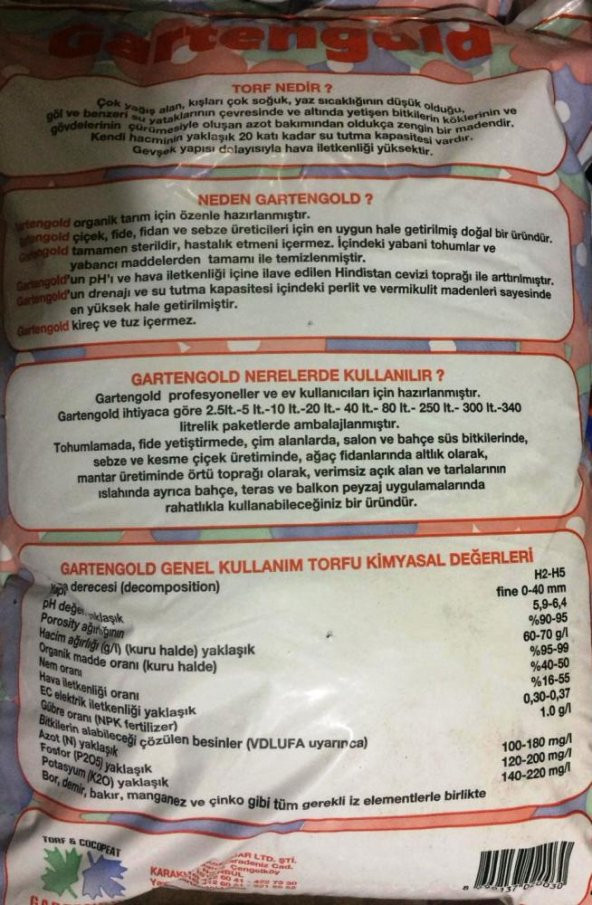 Gartengold
TORF NEDİR ?
Çok yağış alan, kışları çok soğuk, yaz sıcaklığının düşük olduğu,
göl ve benzeri su yataklarının çevresinde ve altında yetişen bitkilerin köklerinin ve
gövdelerinin çürümesiyle oluşan azot bakımından oldukça zengin bir madendir.
Kendi hacminin yaklaşık 20 katı kadar su tutma kapasitesi vardır.
Gevşek yapısı dolayısıyla hava iletkenliği yüksektir.
NEDEN GARTENGOLD ?
Gartengold organik tarım için özenle hazırlanmıştır.
Gartengold çiçek, fide, fidan ve sebze üreticileri için en uygun hale getirilmiş doğal bir üründür.
Gartengold tamamen sterildir, hastalık etmeni içermez. İçindeki yabani tohumlar ve
yabancı maddelerden tamamı ile temizlenmiştir.
Gartengold'un pH'ı ve hava iletkenliği içine ilave edilen Hindistan cevizi toprağı ile arttırılmıştır.
Gartengold'un drenajı ve su tutma kapasitesi içindeki perlit ve vermikulit madenleri sayesinde
en yüksek hale getirilmiştir.
Gartengold kireç ve tuz içermez.
GARTENGOLD NERELERDE KULLANILIR ?
Gartengold profesyoneller ve ev kullanıcıları için hazırlanmıştır.
Gartengold ihtiyaca göre 2.5lt.-5 lt.-10 lt.-20 lt.- 40 lt.- 80 lt.- 250 lt.- 300 lt.-340
litrelik paketlerde ambalajlanmıştır.
Tohumlamada, fide yetiştirmede, çim alanlarda, salon ve bahçe süs bitkilerinde,
sebze ve kesme çiçek üretiminde, ağaç fidanlarında altlık olarak,
mantar üretiminde örtü toprağı olarak, verimsiz açık alan ve tarlalarının
ıslahında ayrıca bahçe, teras ve balkon peyzaj uygulamalarında
rahatlıkla kullanabileceğiniz bir üründür.
GARTENGOLD GENEL KULLANIM TORFU KİMYASAL DEĞERLERİ
derecesi (decomposition) H2-H5
fine 0-40 mm
pH değeri yaklaşık 5,9-6,4
Porosity ağırlığının %90-95
Hacim ağırlığı (g/l) (kuru halde) yaklaşık 60-70 g/l
Organik madde oranı (kuru halde) %95-99
Nem oranı %40-50
Hava iletkenliği oranı %16-55
EC elektrik iletkenliği yaklaşık 0,30-0,37
Gübre oranı (NPK fertilizer) 1.0 g/l
Bitkilerin alabileceği çözülen besinler (VDLUFA uyarınca)
Azot (N) yaklaşık 100-180 mg/l
Fosfor (P2O5) yaklaşık 120-200 mg/l
Potasyum (K2O) yaklaşık 140-220 mg/l
Bor, demir, bakır, manganez ve çinko gibi tüm gerekli iz elementlerle birlikte
TORF & COCOPEAT
LTD. ŞTİ.
Cad.
Çengelköy